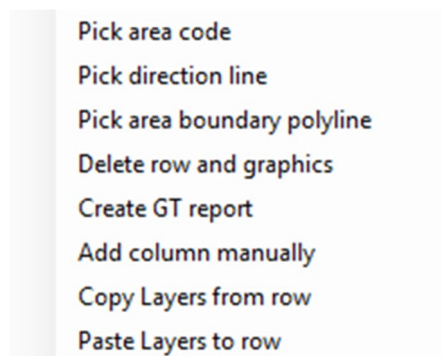 Pick area code
Pick direction line
Pick area boundary polyline
Delete row and graphics
Create GT report
Add column manually
Copy Layers from row
Paste Layers to row